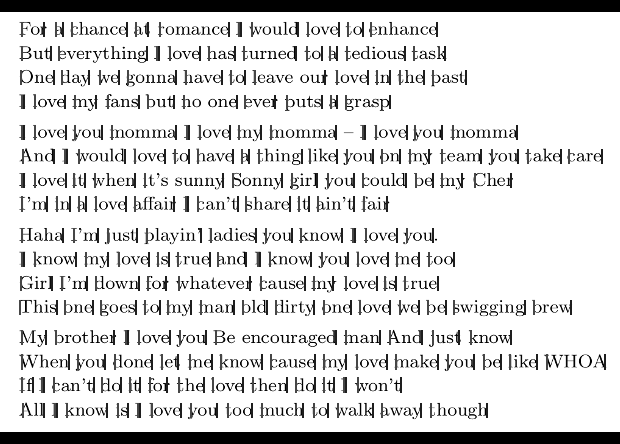 For a chance at romance I would love to enhance
But everything I love has turned to a tedious task
One day we gonna have to leave our love in the past
I love my fans but no one ever puts a grasp
I love you momma I love my momma – I love you momma
And I would love to have a thing like you on my team you take care
I love it when it's sunny Sonny girl you could be my Cher
I'm in a love affair I can't share it ain't fair
Haha I'm just playin' ladies you know I love you.
I know my love is true and I know you love me too
Girl I'm down for whatever cause my love is true
This one goes to my man old dirty one love we be swigging brew
My brother I love you Be encouraged man And just know
When you done let me know cause my love make you be like WHOA
If I can't do it for the love then do it I won't
All I know is I love you too much to walk away though